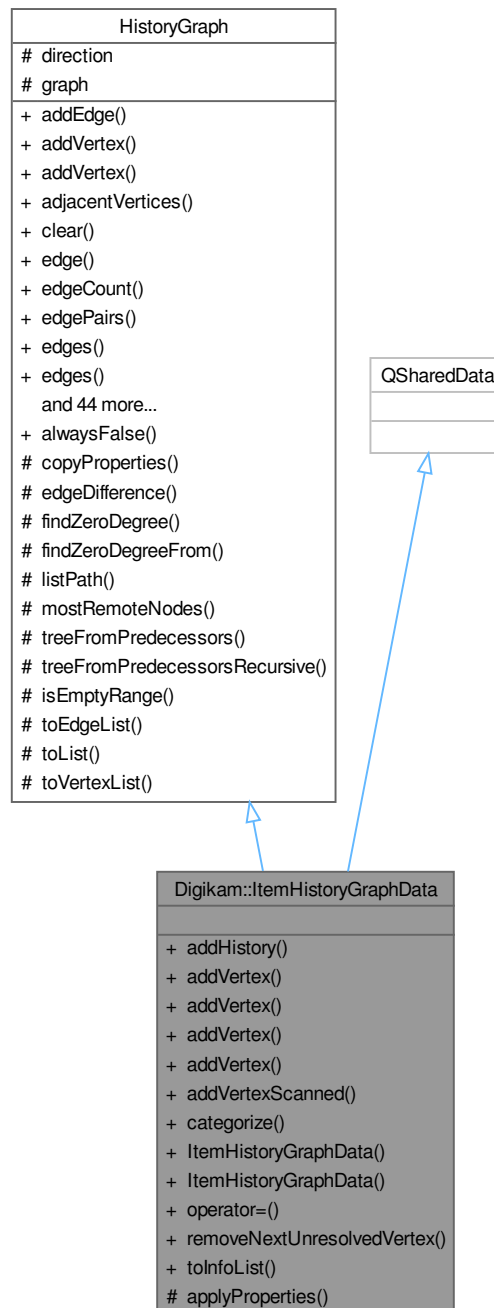 HistoryGraph
# direction
# graph
+ addEdge()
+ addVertex()
+ addVertex()
+ adjacentVertices()
+ clear()
+ edge()
+ edgeCount()
+ edgePairs()
+ edges()
+ edges()
and 44 more...
+ alwaysFalse()
# copyProperties()
# edgeDifference()
# findZeroDegree()
# findZeroDegreeFrom()
# listPath()
# mostRemoteNodes()
# treeFromPredecessors()
# treeFromPredecessorsRecursive()
# isEmptyRange()
# toEdgeList()
# toList()
# toVertexList()
QSharedData
Digikam::ItemHistoryGraphData
+ addHistory()
+ addVertex()
+ addVertex()
+ addVertex()
+ addVertex()
+ addVertexScanned()
+ categorize()
+ ItemHistoryGraphData()
+ ItemHistoryGraphData()
+ operator=()
+ removeNextUnresolvedVertex()
+ toInfoList()
# applyProperties()